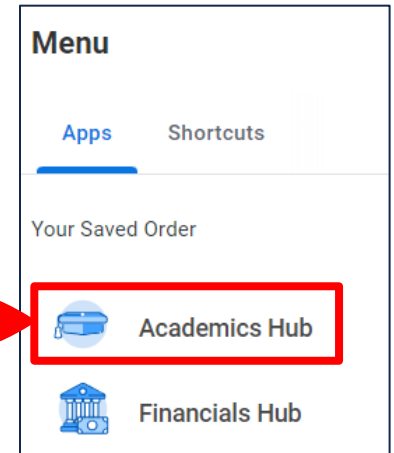 Menu
Apps Shortcuts
Your Saved Order
Academics Hub
Financials Hub